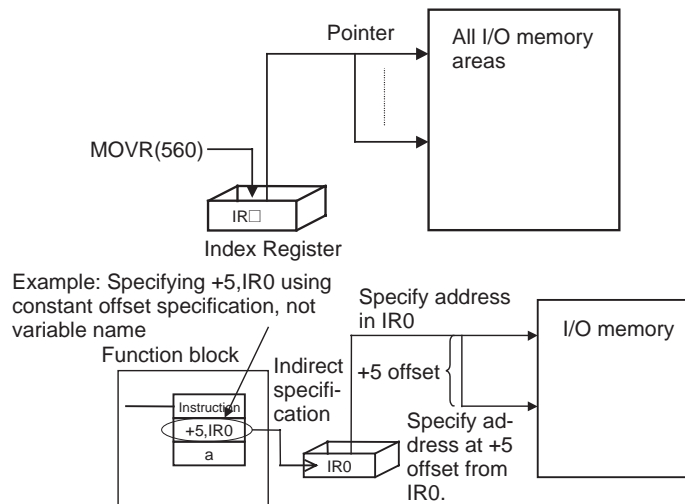 Pointer
All I/O memory
areas
MOVR(560)
IR□
Index Register
Example: Specifying +5,IR0 using
constant offset specification, not
variable name
Function block
Instruction
+5,IR0
a
Indirect
specifi-
cation
IR0
Specify address
in IR0
+5 offset
Specify ad-
dress at +5
offset from
IR0.
I/O memory